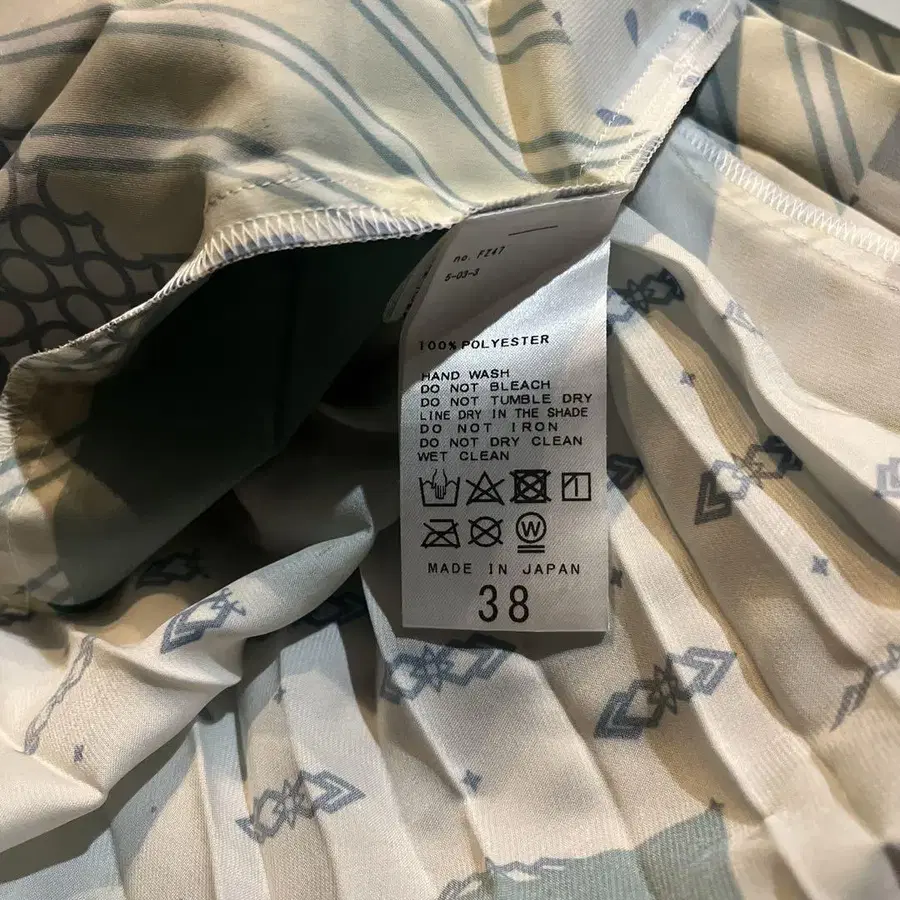 no. FZ47
5-03-3
100% POLYESTER
HAND WASH
DO NOT BLEACH
DO NOT TUMBLE DRY
LINE DRY IN THE SHADE
DO NOT IRON
DO NOT DRY CLEAN
WET CLEAN
W
MADE IN JAPAN
38